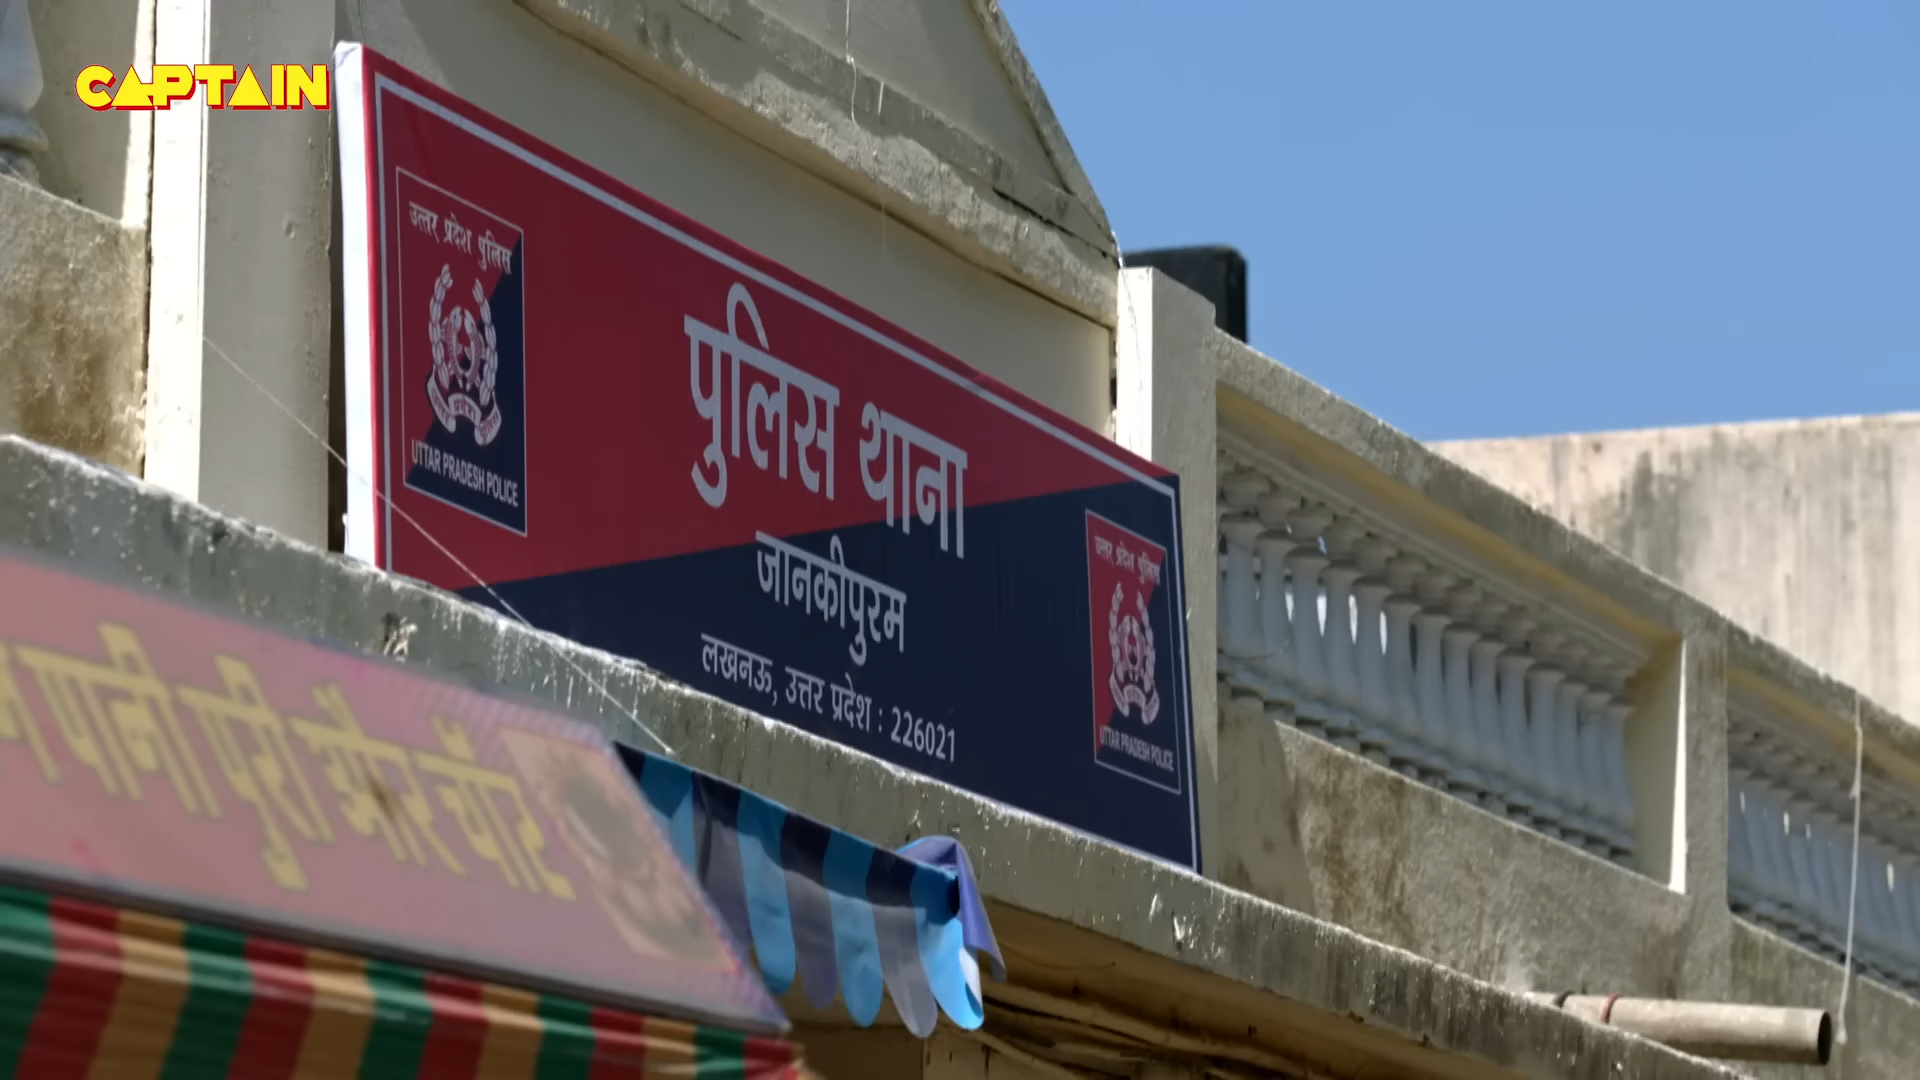 CAPTAIN
उत्तर प्रदेश पुलिस
UTTAR PRADESH POLICE
पुलिस थाना
जानकीपुरम
लखनऊ, उत्तर प्रदेश : 226021
उत्तर प्रदेश पुलिस
UTTAR PRADESH POLICE
पानी पुरी और चाट